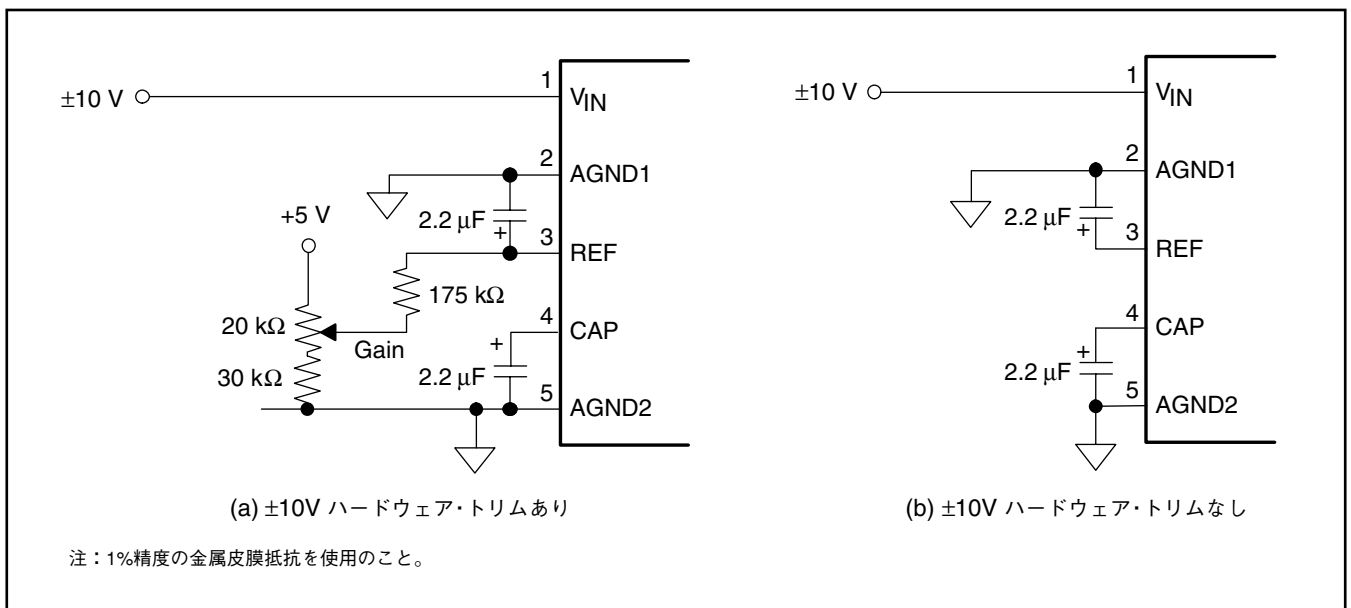 ±10 V
1
VIN
2
AGND1
2.2 μF
+
3
REF
+5 V
175 kΩ
20 kΩ
Gain
30 kΩ
4
CAP
+
2.2 μF
5
AGND2
(a) ±10V ハードウェア・トリムあり
±10 V
1
VIN
2
AGND1
2.2 μF
+
3
REF
4
CAP
+
2.2 μF
5
AGND2
(b) ±10V ハードウェア・トリムなし
注：1%精度の金属皮膜抵抗を使用のこと。